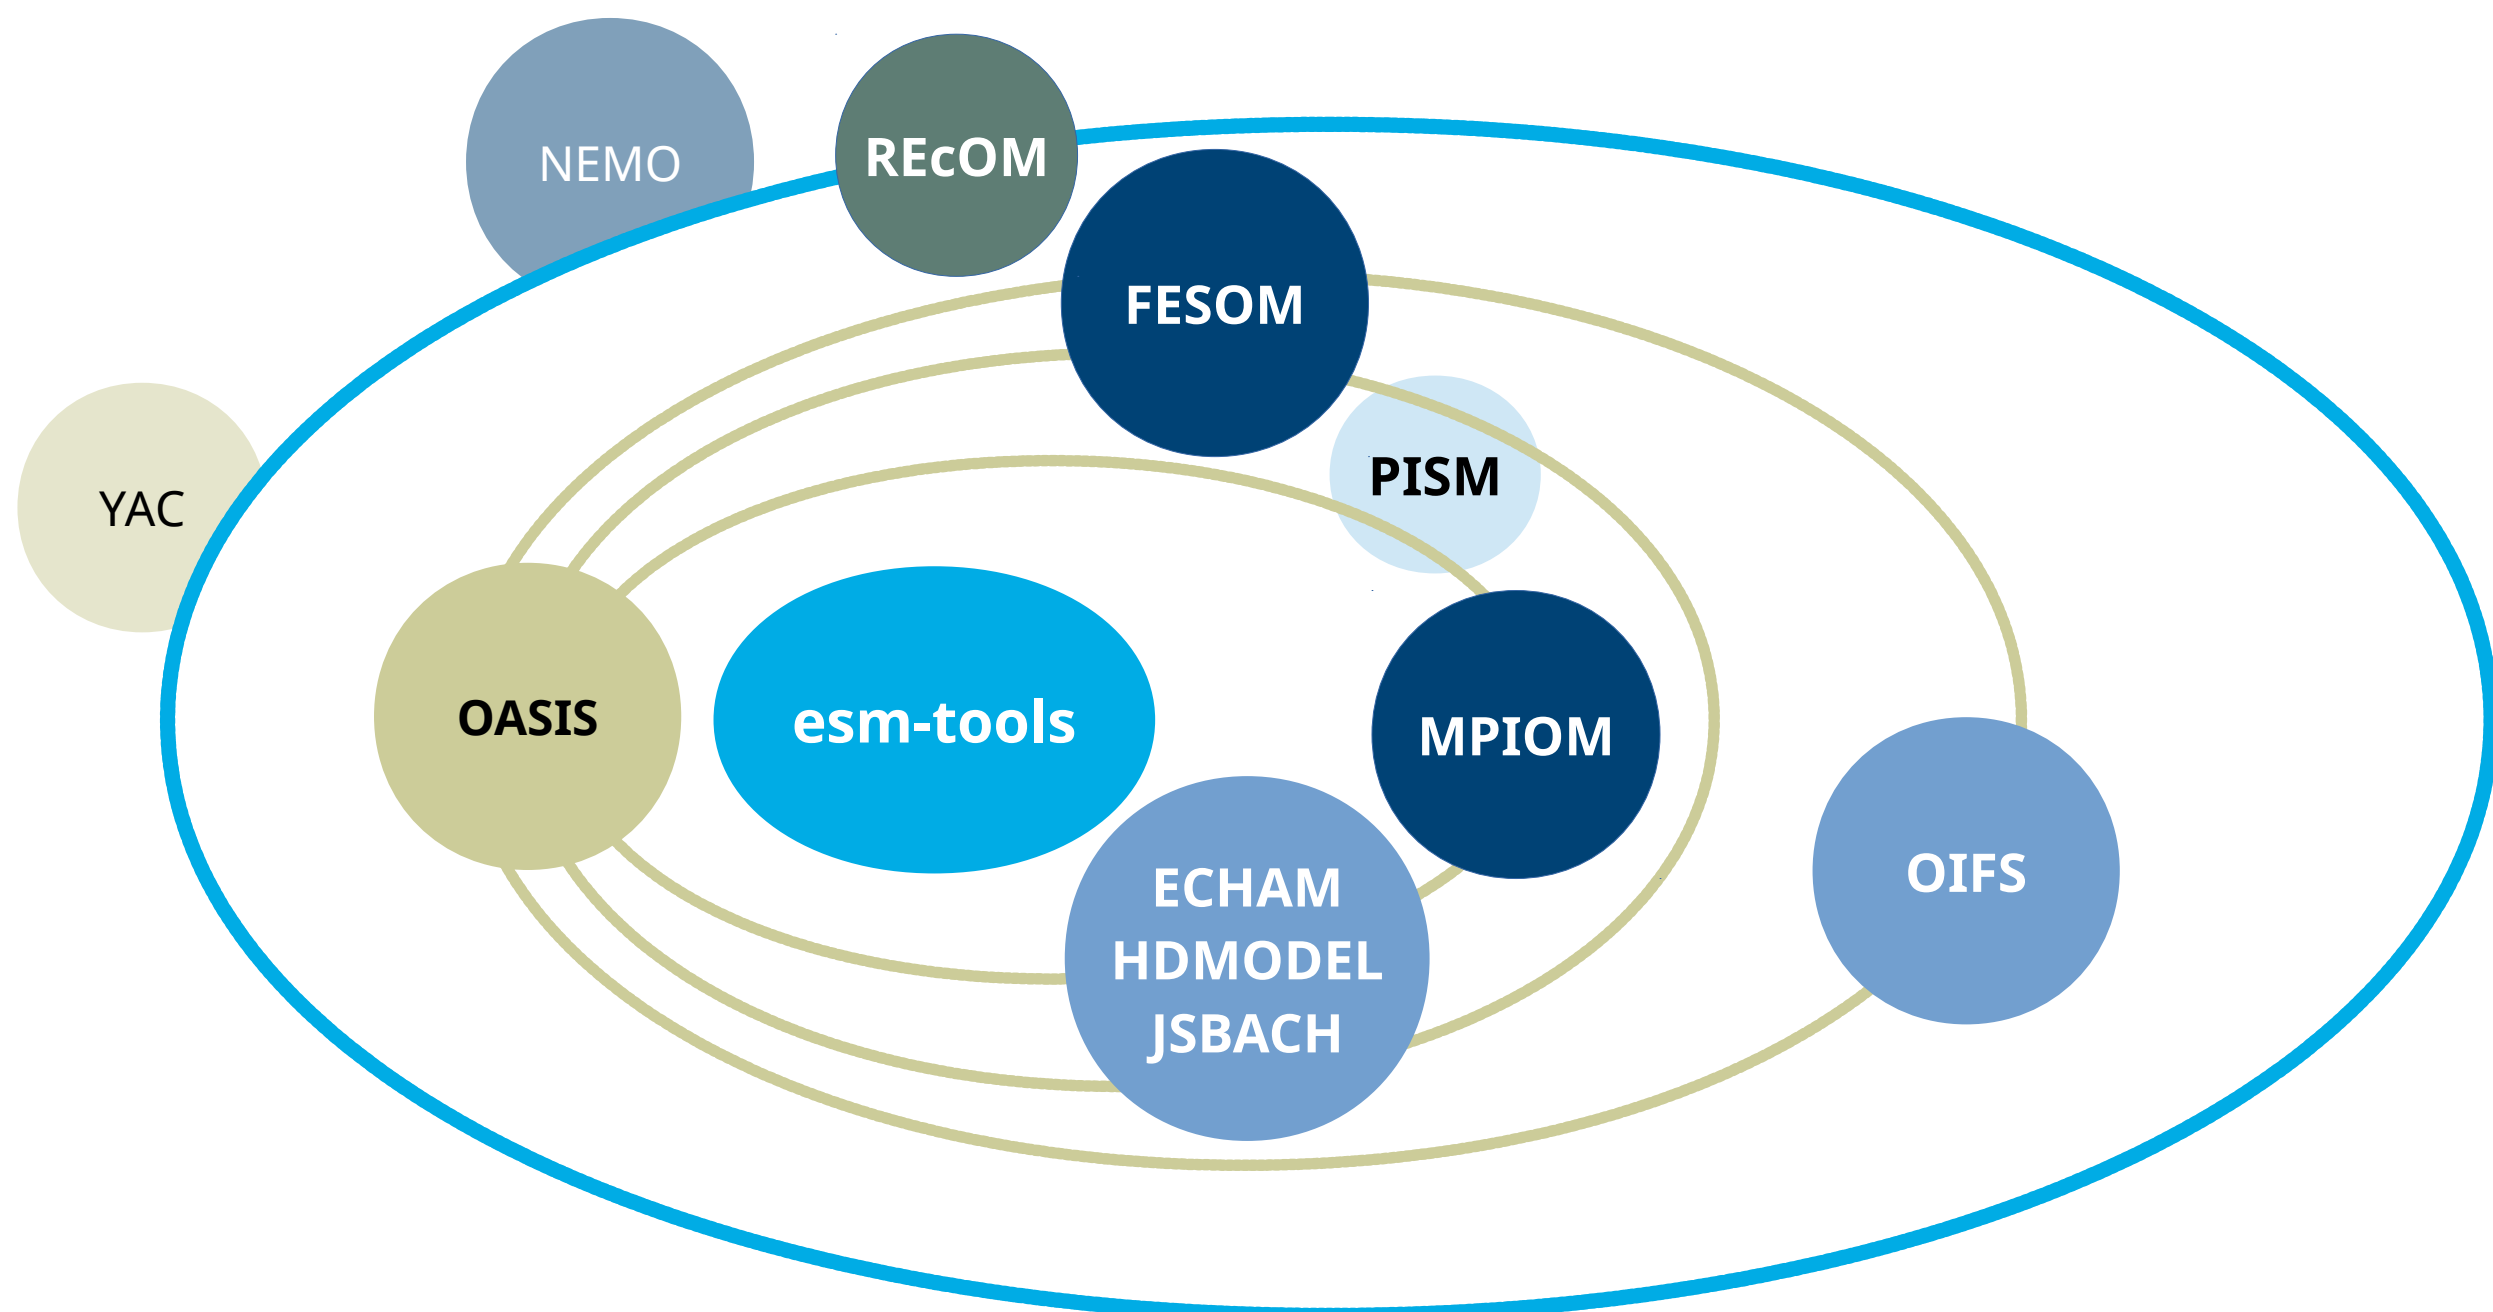 NEMO
REcOM
FESOM
PISM
YAC
OASIS
esm-tools
MPIOM
ECHAM
HDMODEL
JSBACH
OIFS